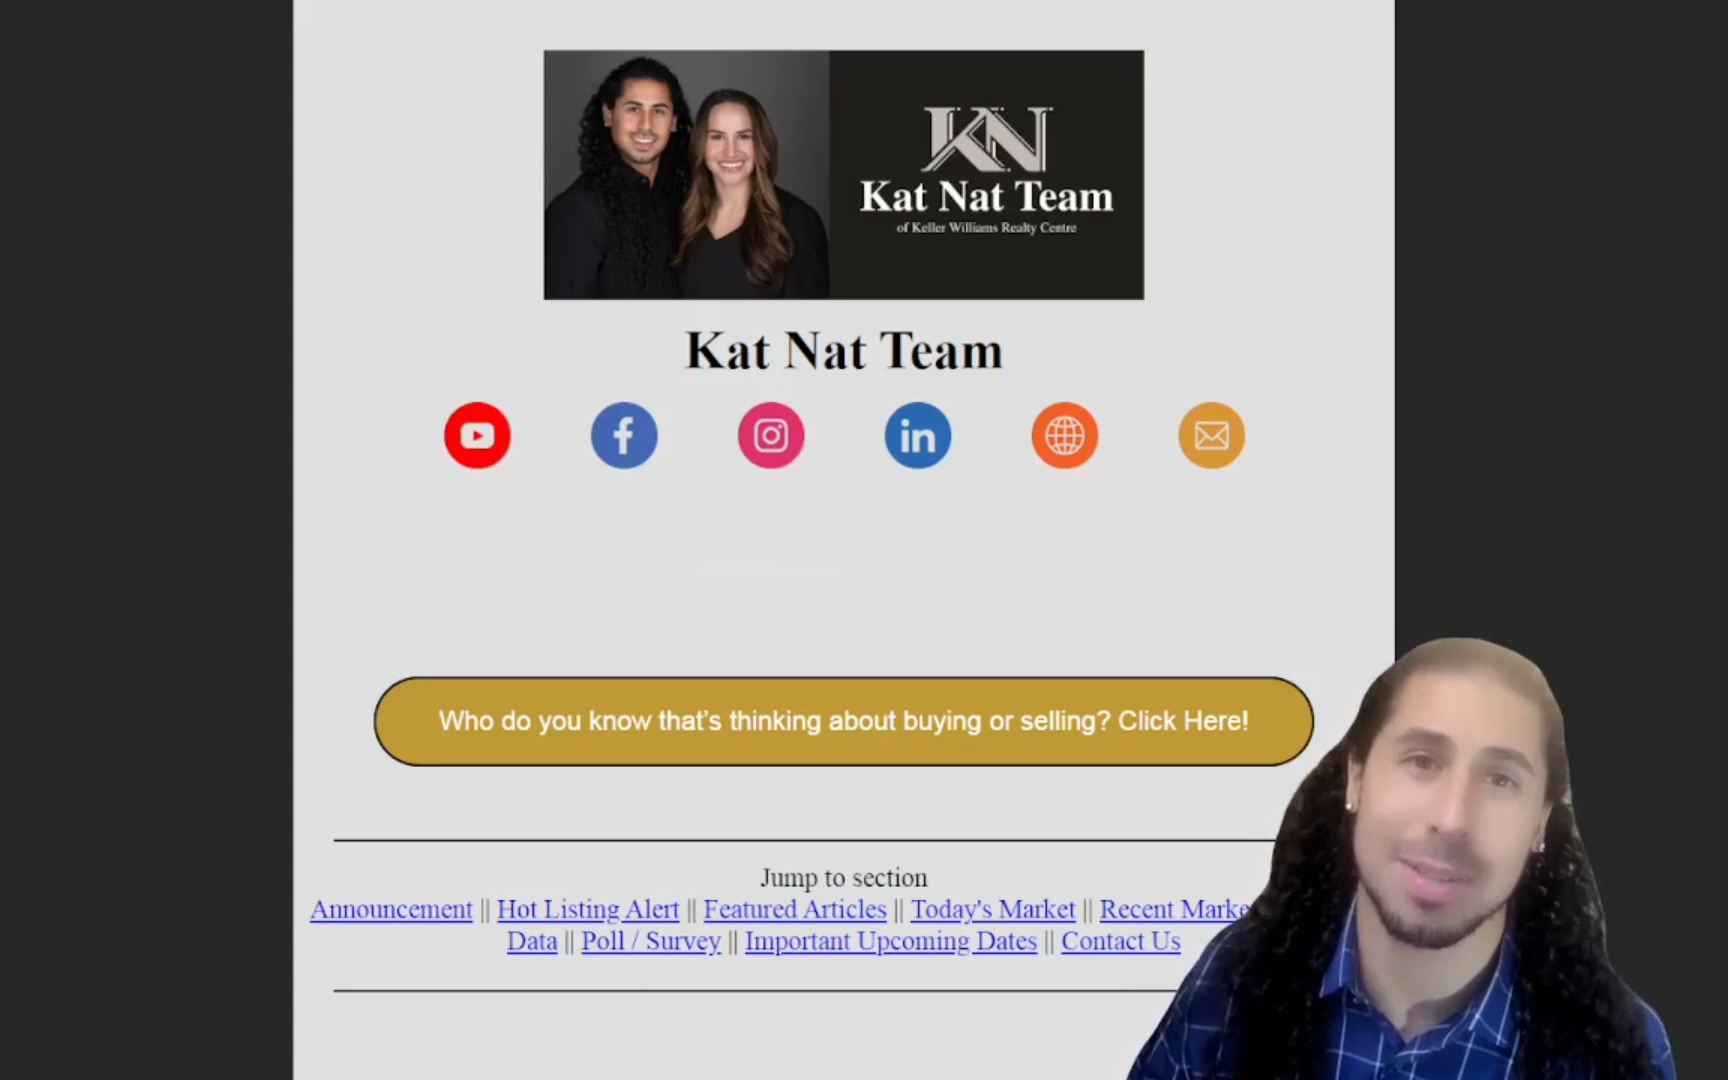 KN
Kat Nat Team
of Keller Williams Realty Centre
Kat Nat Team
f
in
Who do you know that's thinking about buying or selling? Click Here!
Jump to section
Announcement || Hot Listing Alert || Featured Articles || Today's Market || Recent Marke
Data || Poll / Survey || Important Upcoming Dates || Contact Us